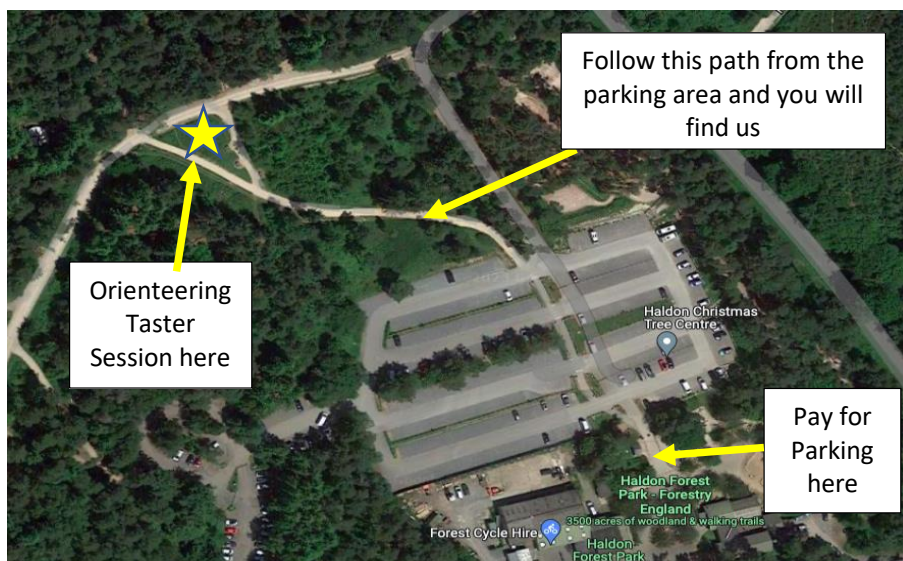 Follow this path from the
parking area and you will
find us
Orienteering
Taster
Session here
Haldon Christmas
Tree Centre
Pay for
Parking
here
Haldon Forest
Park - Forestry
England
3500 acres of woodland & walking trails
Forest Cycle Hire
Haldon
Forest Park